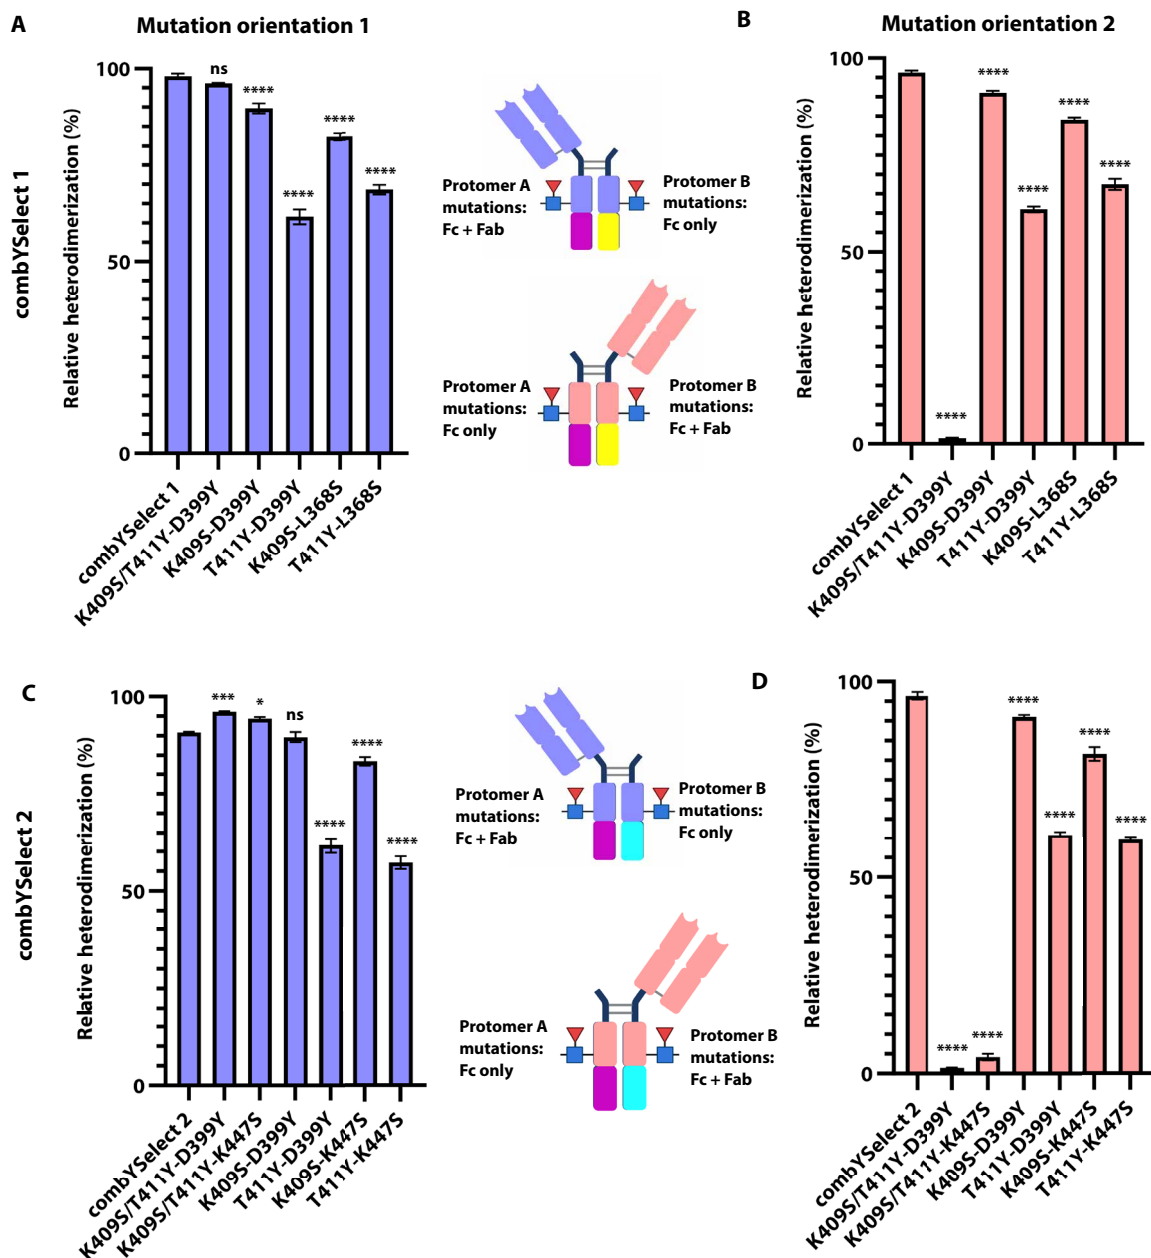 A
Mutation orientation 1
combYSelect 1
Relative heterodimerization (%)
100
50
0
ns
****
****
****
****
combYSelect 1
K409S/T411Y-D399Y
K409S-D399Y
T411Y-D399Y
K409S-L368S
T411Y-L368S
Protomer A
mutations:
Fc + Fab
Protomer B
mutations:
Fc only
Protomer A
mutations:
Fc only
Protomer B
mutations:
Fc + Fab
B
Mutation orientation 2
Relative heterodimerization (%)
100
50
0
****
****
****
****
****
combYSelect 1
K409S/T411Y-D399Y
K409S-D399Y
T411Y-D399Y
K409S-L368S
T411Y-L368S
C
combYSelect 2
Relative heterodimerization (%)
100
50
0
***
*
ns
****
****
****
combYSelect 2
K409S/T411Y-D399Y
K409S/T411Y-K447S
K409S-D399Y
T411Y-D399Y
K409S-K447S
T411Y-K447S
Protomer A
mutations:
Fc + Fab
Protomer B
mutations:
Fc only
Protomer A
mutations:
Fc only
Protomer B
mutations:
Fc + Fab
D
Relative heterodimerization (%)
100
50
0
****
****
****
****
****
****
combYSelect 2
K409S/T411Y-D399Y
K409S/T411Y-K447S
K409S-D399Y
T411Y-D399Y
K409S-K447S
T411Y-K447S